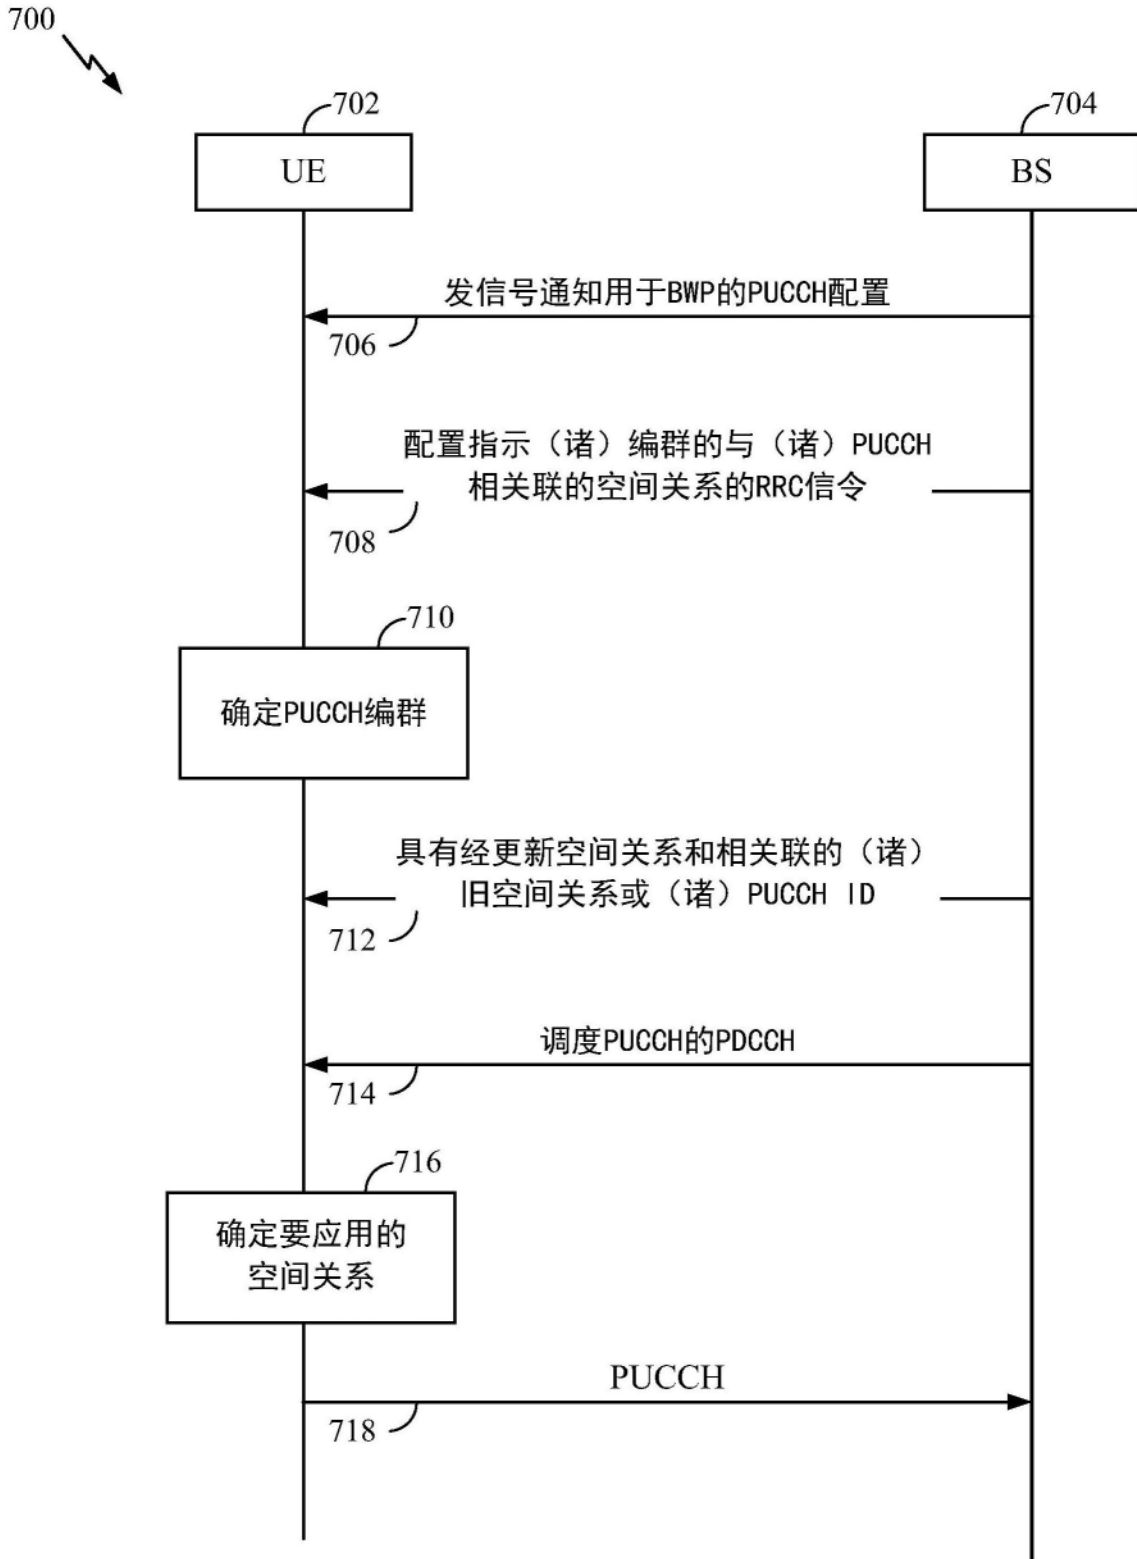 700
702
704
UE
BS
发信号通知用于BWP的PUCCH配置
706
配置指示（诸）编群的与（诸）PUCCH
相关联的空间关系的RRC信令
708
710
确定PUCCH编群
具有经更新空间关系和相关联的（诸）
旧空间关系或（诸）PUCCH ID
712
调度PUCCH的PDCCH
714
716
确定要应用的
空间关系
PUCCH
718